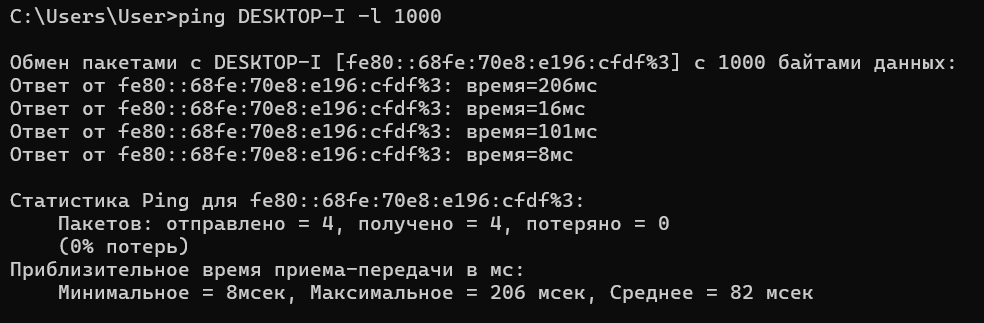 C:\Users\User>ping DESKTOP-I -l 1000
Обмен пакетами с DESKTOP-I [fe80::68fe:70e8:e196:cfdf%3] с 1000 байтами данных:
Ответ от fe80::68fe:70e8:e196:cfdf%3: время=206мс
Ответ от fe80::68fe:70e8:e196:cfdf%3: время=16мс
Ответ от fe80::68fe:70e8:e196:cfdf%3: время=101мс
Ответ от fe80::68fe:70e8:e196:cfdf%3: время=8мс
Статистика Ping для fe80::68fe:70e8:e196:cfdf%3:
Пакетов: отправлено = 4, получено = 4, потеряно = 0
(0% потерь)
Приблизительное время приема-передачи в мс:
Минимальное = 8мсек, Максимальное = 206 мсек, Среднее = 82 мсек